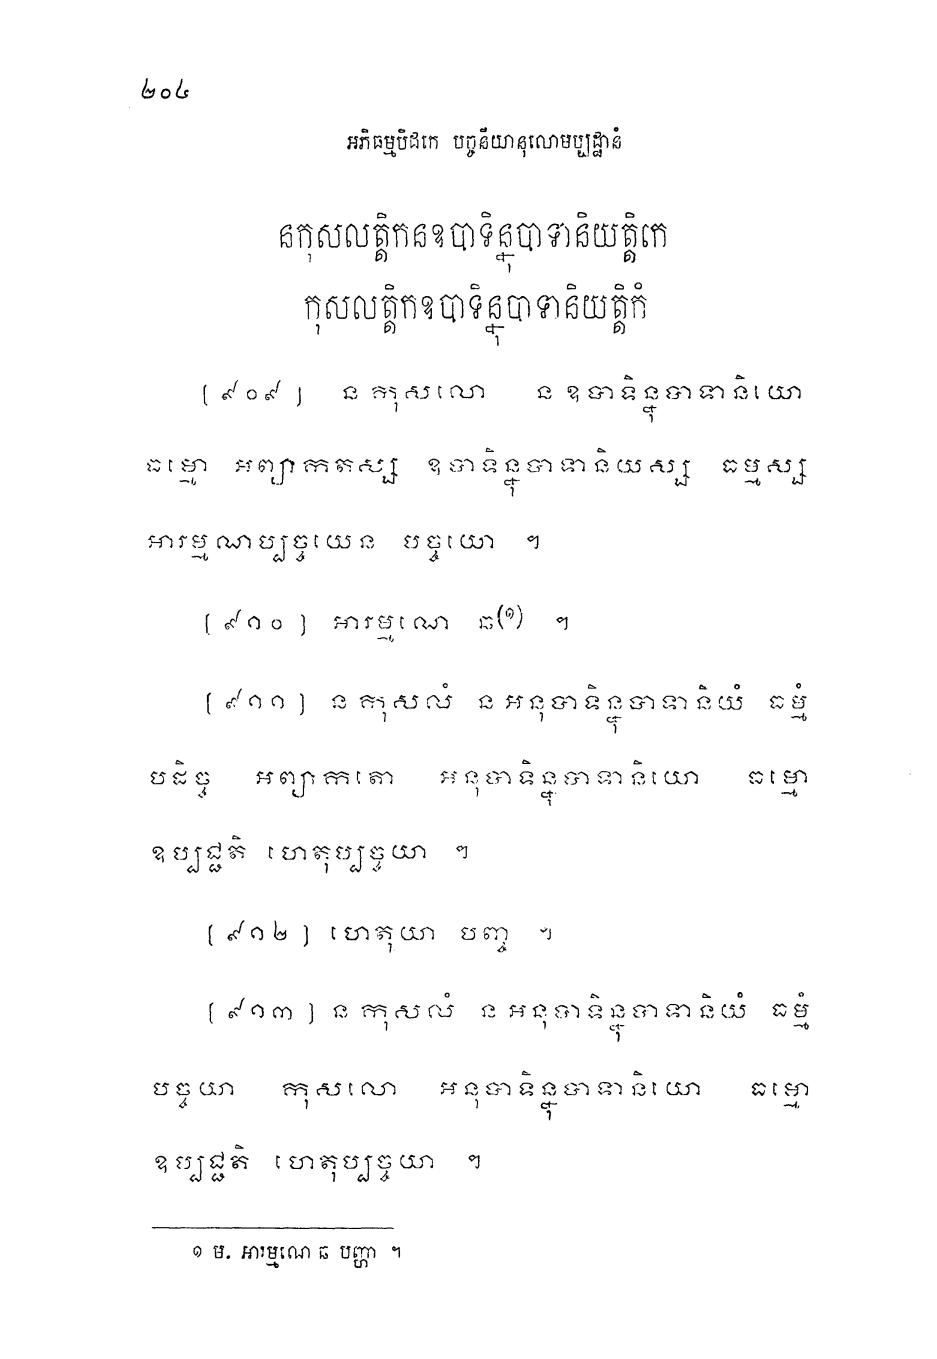 ២០៤
អភិធម្មបិដកេ បច្ចនីយានុលោមប្បដ្ឋានំ
នកុសលត្តិកនឧបាទិន្នុបាទានិយត្តិកេ
កុសលត្តិកឧបាទិន្នុបាទានិយត្តិកំ
[៩០៩] ន កុសលោ ន ឧបាទិន្នុបាទានិយោ
ធម្មោ អព្យាកតស្ស ឧបាទិន្នុបាទានិយស្ស ធម្មស្ស
អារម្មណប្បច្ចយេន បច្ចយោ ។
[៩១០] អារម្មណេ ឆ(១) ។
[៩១១] ន កុសលំ ន អនុបាទិន្នុបាទានិយំ ធម្មំ
បដិច្ច អព្យាកតោ អនុបាទិន្នុបាទានិយោ ធម្មោ
ឧប្បជ្ជតិ ហេតុប្បច្ចយា ។
[៩១២] ហេតុយា បញ្ច ។
[៩១៣] ន កុសលំ ន អនុបាទិន្នុបាទានិយំ ធម្មំ
បច្ចយា កុសលោ អនុបាទិន្នុបាទានិយោ ធម្មោ
ឧប្បជ្ជតិ ហេតុប្បច្ចយា ។
១ ម. អារម្មណេ ឆ បញ្ហា ។